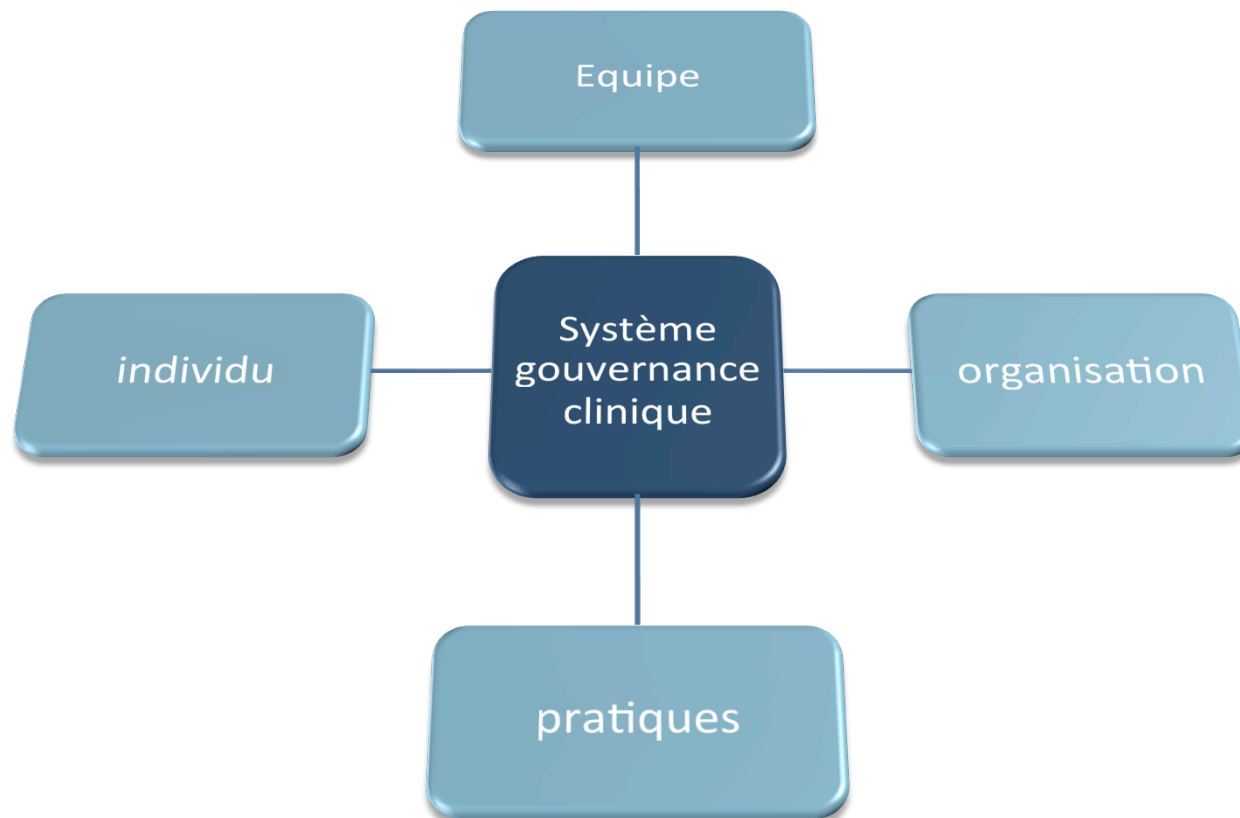 Equipe
individu
Système
gouvernance
clinique
organisation
pratiques